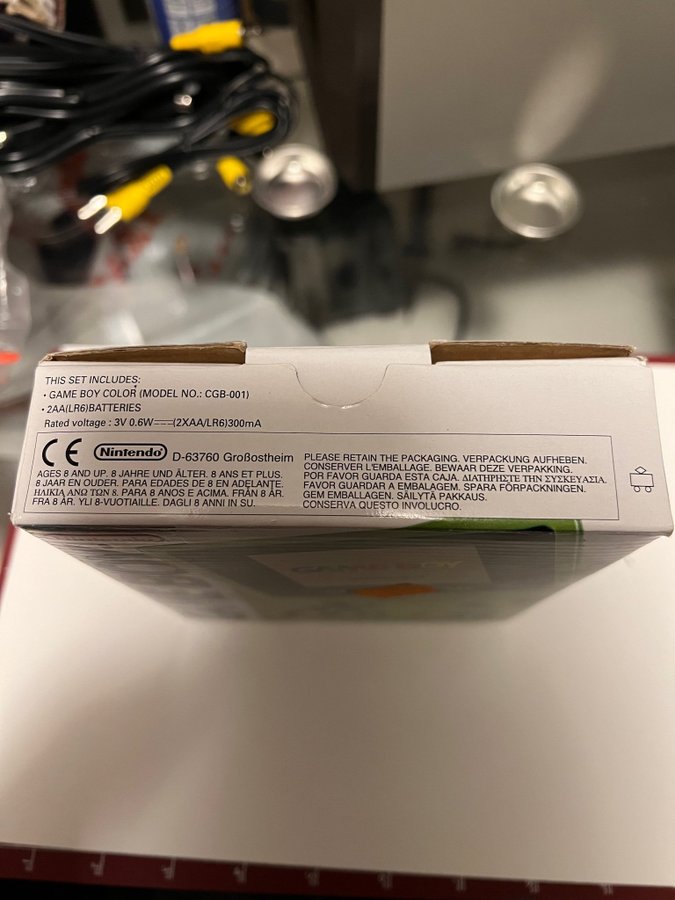 THIS SET INCLUDES:
· GAME BOY COLOR (MODEL NO.: CGB-001)
· 2AA(LR6)BATTERIES
Rated voltage : 3V 0.6W⎓(2XAA/LR6)300mA
CE Nintendo D-63760 Großostheim
AGES 8 AND UP. 8 JAHRE UND ÄLTER. 8 ANS ET PLUS.
8 JAAR EN OUDER. PARA EDADES DE 8 EN ADELANTE.
ΗΛΙΚΙΑ ΑΝΩ ΤΩΝ 8. PARA 8 ANOS E ACIMA. FRÅN 8 ÅR.
FRA 8 ÅR. YLI 8-VUOTIAILLE. DAGLI 8 ANNI IN SU.
PLEASE RETAIN THE PACKAGING. VERPACKUNG AUFHEBEN.
CONSERVER L'EMBALLAGE. BEWAAR DEZE VERPAKKING.
POR FAVOR GUARDA ESTA CAJA. ΔΙΑΤΗΡΗΣΤΕ ΤΗΝ ΣΥΣΚΕΥΑΣΙΑ.
FAVOR GUARDAR A EMBALAGEM. SPARA FÖRPACKNINGEN.
GEM EMBALLAGEN. SÄILYTÄ PAKKAUS.
CONSERVA QUESTO INVOLUCRO.
GAME BOY